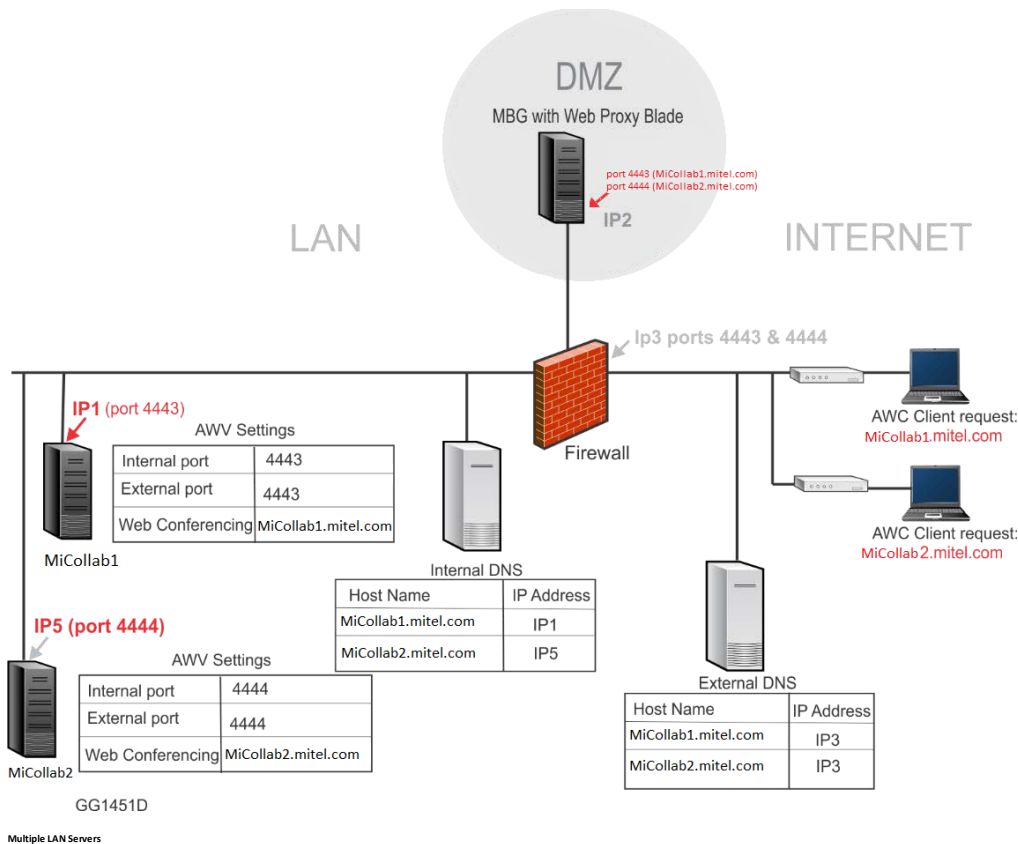 DMZ
MBG with Web Proxy Blade
port 4443 (MiCollab1.mitel.com)
port 4444 (MiCollab2.mitel.com)
IP2
LAN
INTERNET
Ip3 ports 4443 & 4444
Firewall
AWC Client request:
MiCollab1.mitel.com
AWC Client request:
MiCollab2.mitel.com
IP1 (port 4443)
AWV Settings
Internal port 4443
External port 4443
Web Conferencing MiCollab1.mitel.com
MiCollab1
Internal DNS
Host Name IP Address
MiCollab1.mitel.com IP1
MiCollab2.mitel.com IP5
IP5 (port 4444)
AWV Settings
Internal port 4444
External port 4444
Web Conferencing MiCollab2.mitel.com
MiCollab2
External DNS
Host Name IP Address
MiCollab1.mitel.com IP3
MiCollab2.mitel.com IP3
GG1451D
Multiple LAN Servers